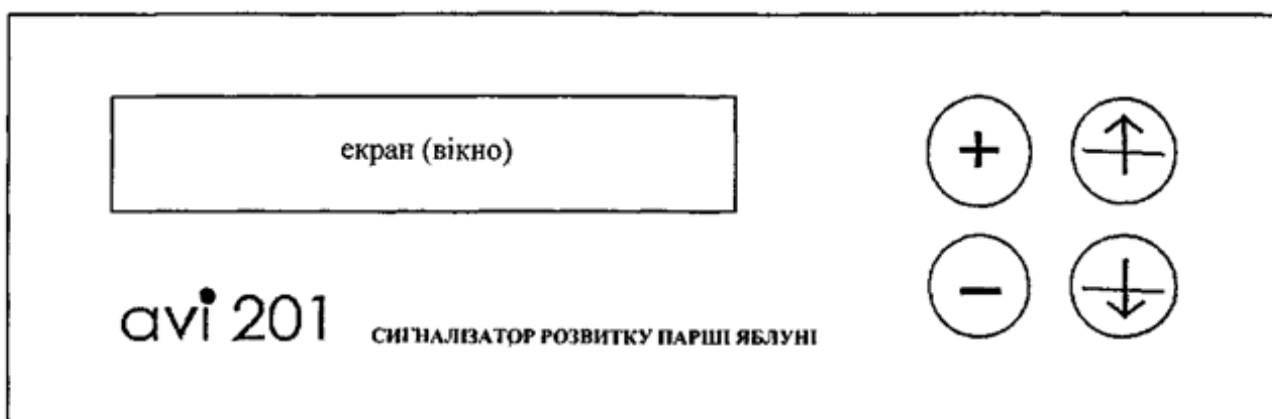 екран (вікно)
+
−
avi 201 СИГНАЛІЗАТОР РОЗВИТКУ ПАРШІ ЯБЛУНІ